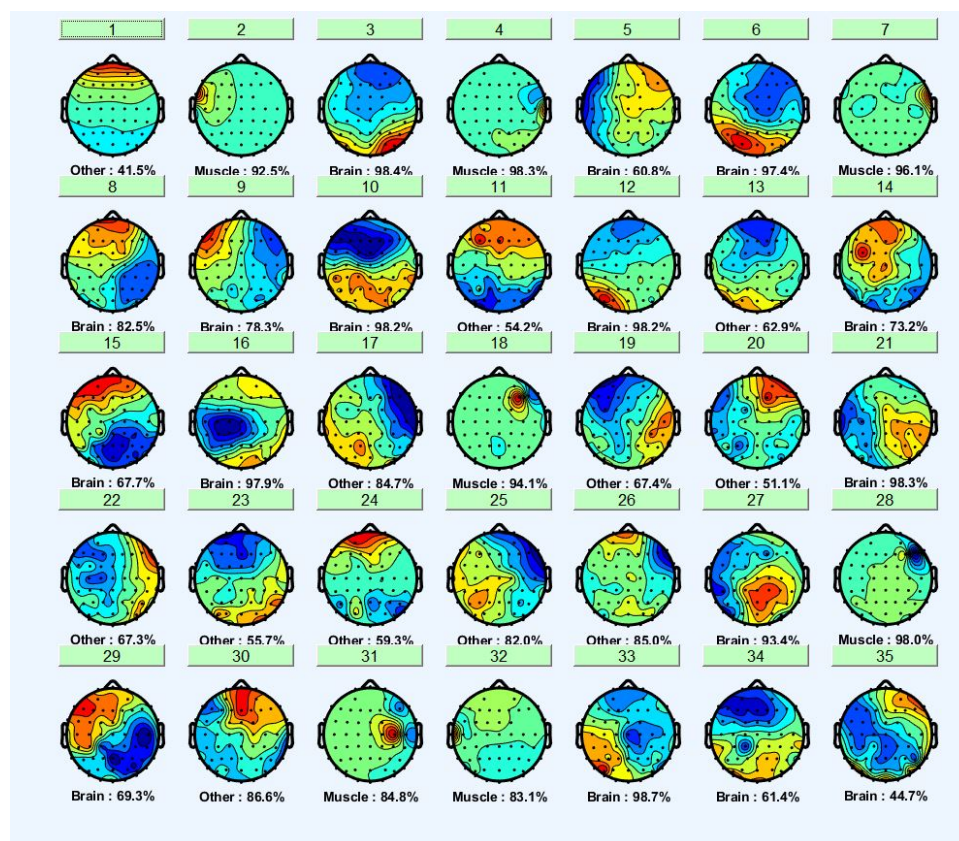 1 2 3 4 5 6 7
Other : 41.5% Muscle : 92.5% Brain : 98.4% Muscle : 98.3% Brain : 60.8% Brain : 97.4% Muscle : 96.1%
8 9 10 11 12 13 14
Brain : 82.5% Brain : 78.3% Brain : 98.2% Other : 54.2% Brain : 98.2% Other : 62.9% Brain : 73.2%
15 16 17 18 19 20 21
Brain : 67.7% Brain : 97.9% Other : 84.7% Muscle : 94.1% Other : 67.4% Other : 51.1% Brain : 98.3%
22 23 24 25 26 27 28
Other : 67.3% Other : 55.7% Other : 59.3% Other : 82.0% Other : 85.0% Brain : 93.4% Muscle : 98.0%
29 30 31 32 33 34 35
Brain : 69.3% Other : 86.6% Muscle : 84.8% Muscle : 83.1% Brain : 98.7% Brain : 61.4% Brain : 44.7%